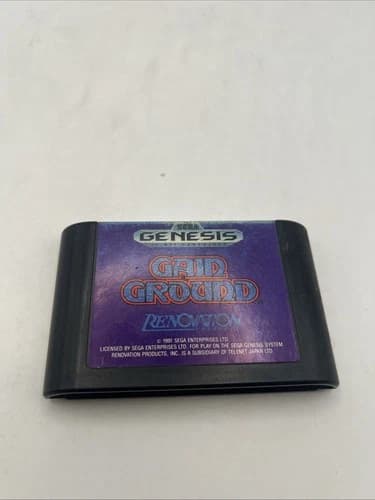 SEGA
GENESIS
GAIN
GROUND
RENOVATION
© 1991 SEGA ENTERPRISES LTD.
LICENSED BY SEGA ENTERPRISES LTD. FOR PLAY ON THE SEGA GENESIS SYSTEM
RENOVATION PRODUCTS, INC. IS A SUBSIDIARY OF TELENET JAPAN LTD